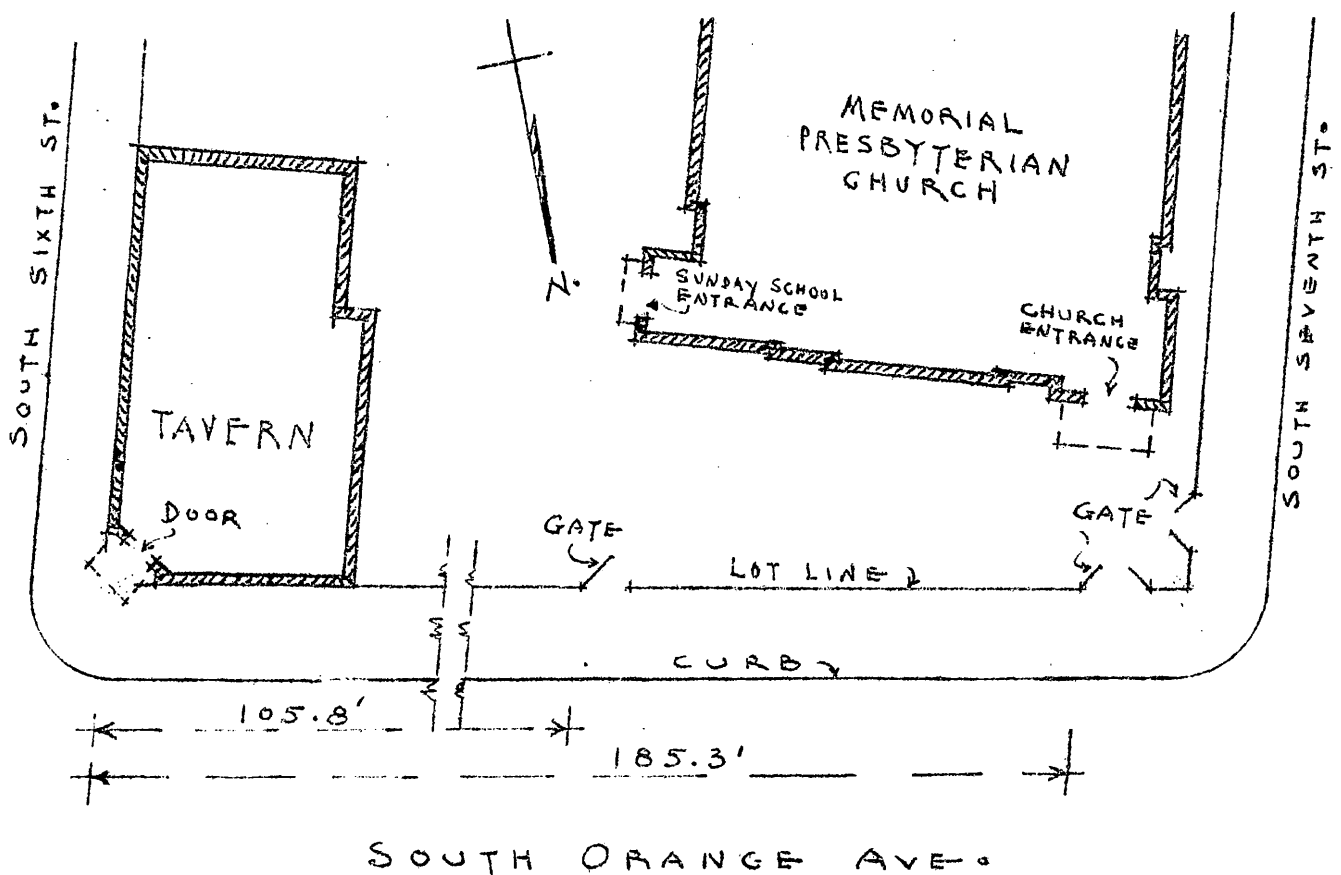 MEMORIAL
PRESBYTERIAN
CHURCH
SOUTH SIXTH ST.
SOUTH SEVENTH ST.
N.
SUNDAY SCHOOL
ENTRANCE
CHURCH
ENTRANCE
TAVERN
DOOR
GATE
GATE
LOT LINE
CURB
105.8'
185.3'
SOUTH ORANGE AVE.